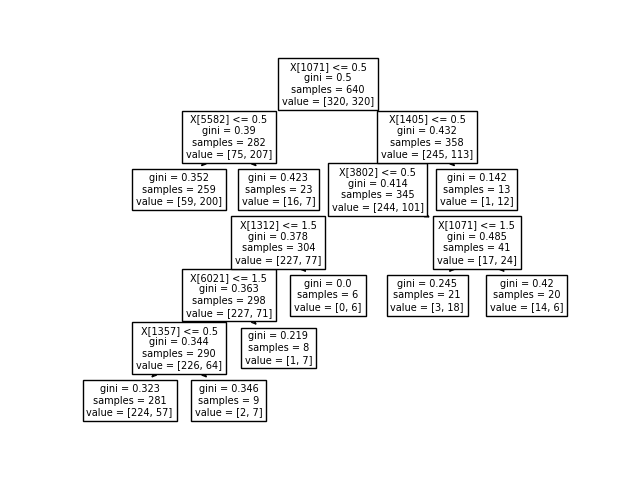 X[1071] <= 0.5
gini = 0.5
samples = 640
value = [320, 320]
X[5582] <= 0.5
gini = 0.39
samples = 282
value = [75, 207]
X[1405] <= 0.5
gini = 0.432
samples = 358
value = [245, 113]
gini = 0.352
samples = 259
value = [59, 200]
gini = 0.423
samples = 23
value = [16, 7]
X[3802] <= 0.5
gini = 0.414
samples = 345
value = [244, 101]
gini = 0.142
samples = 13
value = [1, 12]
X[1312] <= 1.5
gini = 0.378
samples = 304
value = [227, 77]
X[1071] <= 1.5
gini = 0.485
samples = 41
value = [17, 24]
X[6021] <= 1.5
gini = 0.363
samples = 298
value = [227, 71]
gini = 0.0
samples = 6
value = [0, 6]
gini = 0.245
samples = 21
value = [3, 18]
gini = 0.42
samples = 20
value = [14, 6]
X[1357] <= 0.5
gini = 0.344
samples = 290
value = [226, 64]
gini = 0.219
samples = 8
value = [1, 7]
gini = 0.323
samples = 281
value = [224, 57]
gini = 0.346
samples = 9
value = [2, 7]